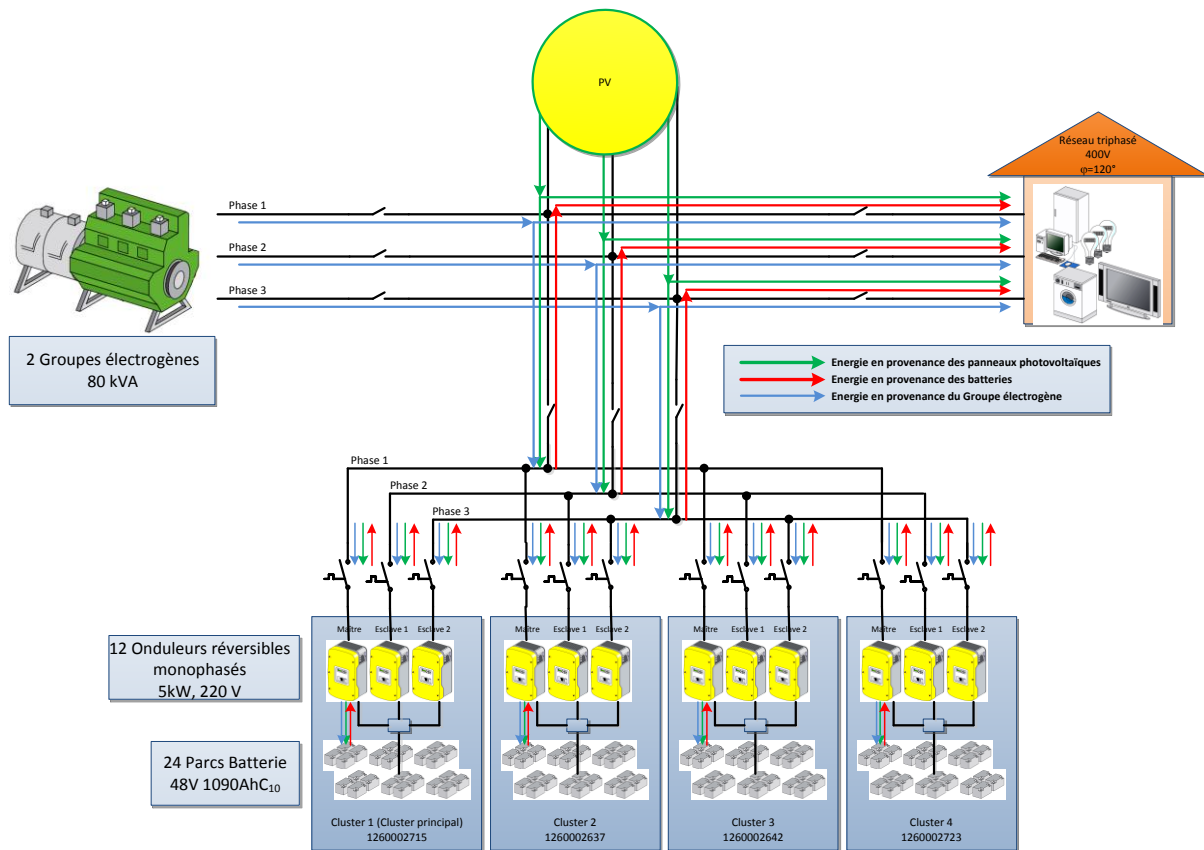 PV
Réseau triphasé
400V
φ=120°
Phase 1
Phase 2
Phase 3
2 Groupes électrogènes
80 kVA
Energie en provenance des panneaux photovoltaïques
Energie en provenance des batteries
Energie en provenance du Groupe électrogène
Phase 1
Phase 2
Phase 3
12 Onduleurs réversibles
monophasés
5kW, 220 V
Maître Esclave 1 Esclave 2
Maître Esclave 1 Esclave 2
Maître Esclave 1 Esclave 2
Maître Esclave 1 Esclave 2
24 Parcs Batterie
48V 1090AhC₁₀
Cluster 1 (Cluster principal)
1260002715
Cluster 2
1260002637
Cluster 3
1260002642
Cluster 4
1260002723